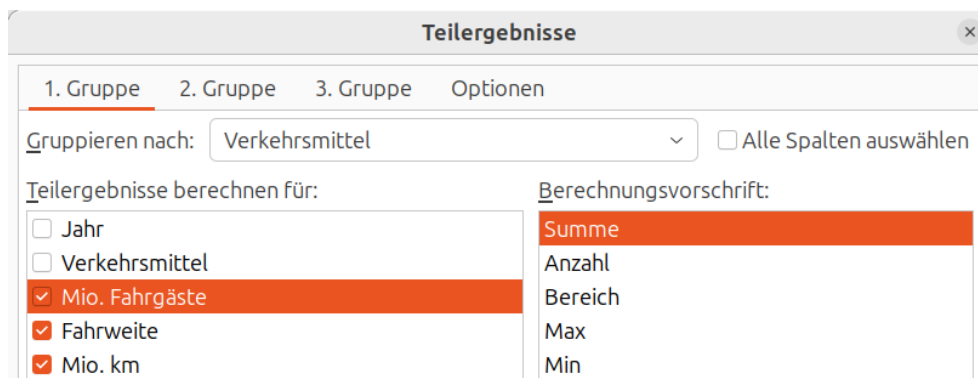 Teilergebnisse
1. Gruppe 2. Gruppe 3. Gruppe Optionen
Gruppieren nach: Verkehrsmittel Alle Spalten auswählen
Teilergebnisse berechnen für: Berechnungsvorschrift:
Jahr Summe
Verkehrsmittel Anzahl
Mio. Fahrgäste Bereich
Fahrweite Max
Mio. km Min